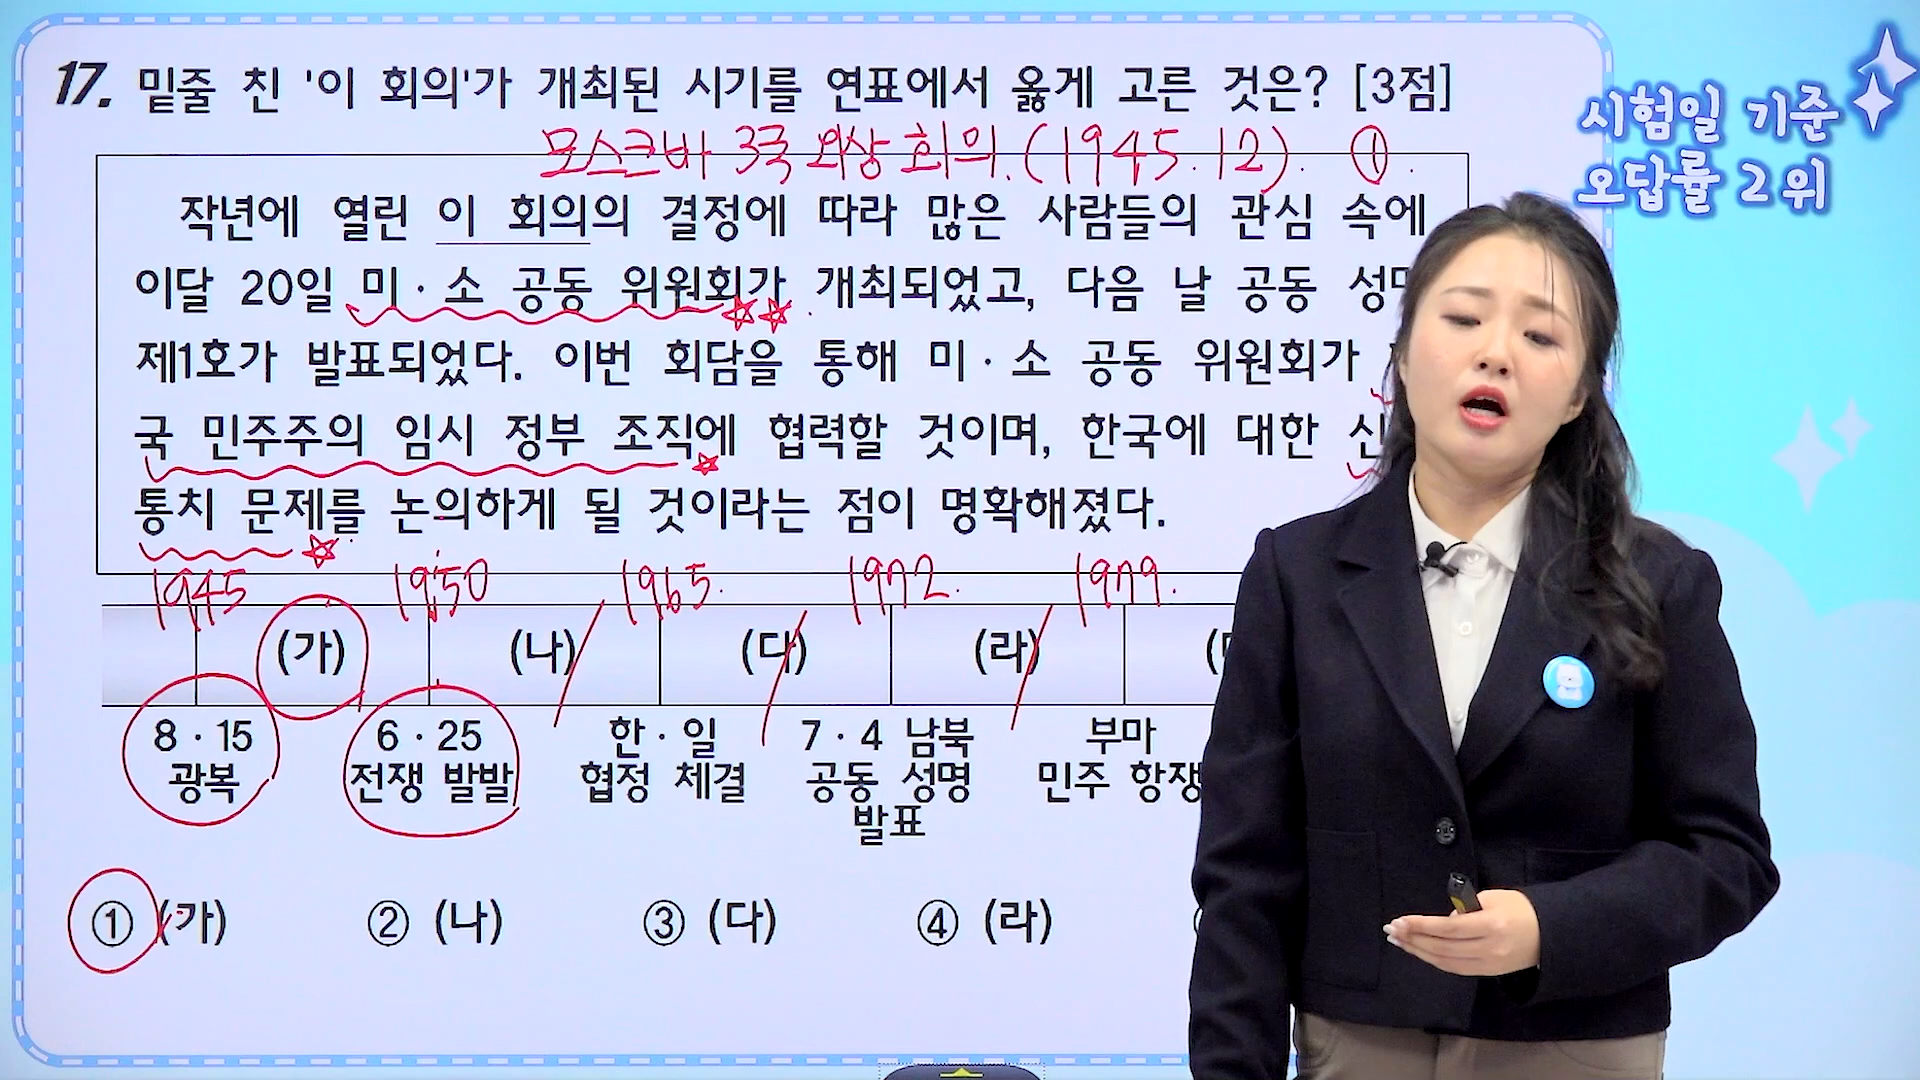 17. 밑줄 친 '이 회의'가 개최된 시기를 연표에서 옳게 고른 것은? [3점]
시험일 기준
오답률 2위
모스크바 3국 외상 회의. (1945.12). ①.
작년에 열린 이 회의의 결정에 따라 많은 사람들의 관심 속에
이달 20일 미·소 공동 위원회가 개최되었고, 다음 날 공동
제1호가 발표되었다. 이번 회담을 통해 미·소 공동 위원회가
국 민주주의 임시 정부 조직에 협력할 것이며, 한국에 대한 신
통치 문제를 논의하게 될 것이라는 점이 명확해졌다.
1945 1950 1965. 1972. 1979.
(가) (나) (다) (라)
8·15 6·25 한·일 7·4 남북 부마
광복 전쟁 발발 협정 체결 공동 성명 민주 항쟁
발표
① (가) ② (나) ③ (다) ④ (라)